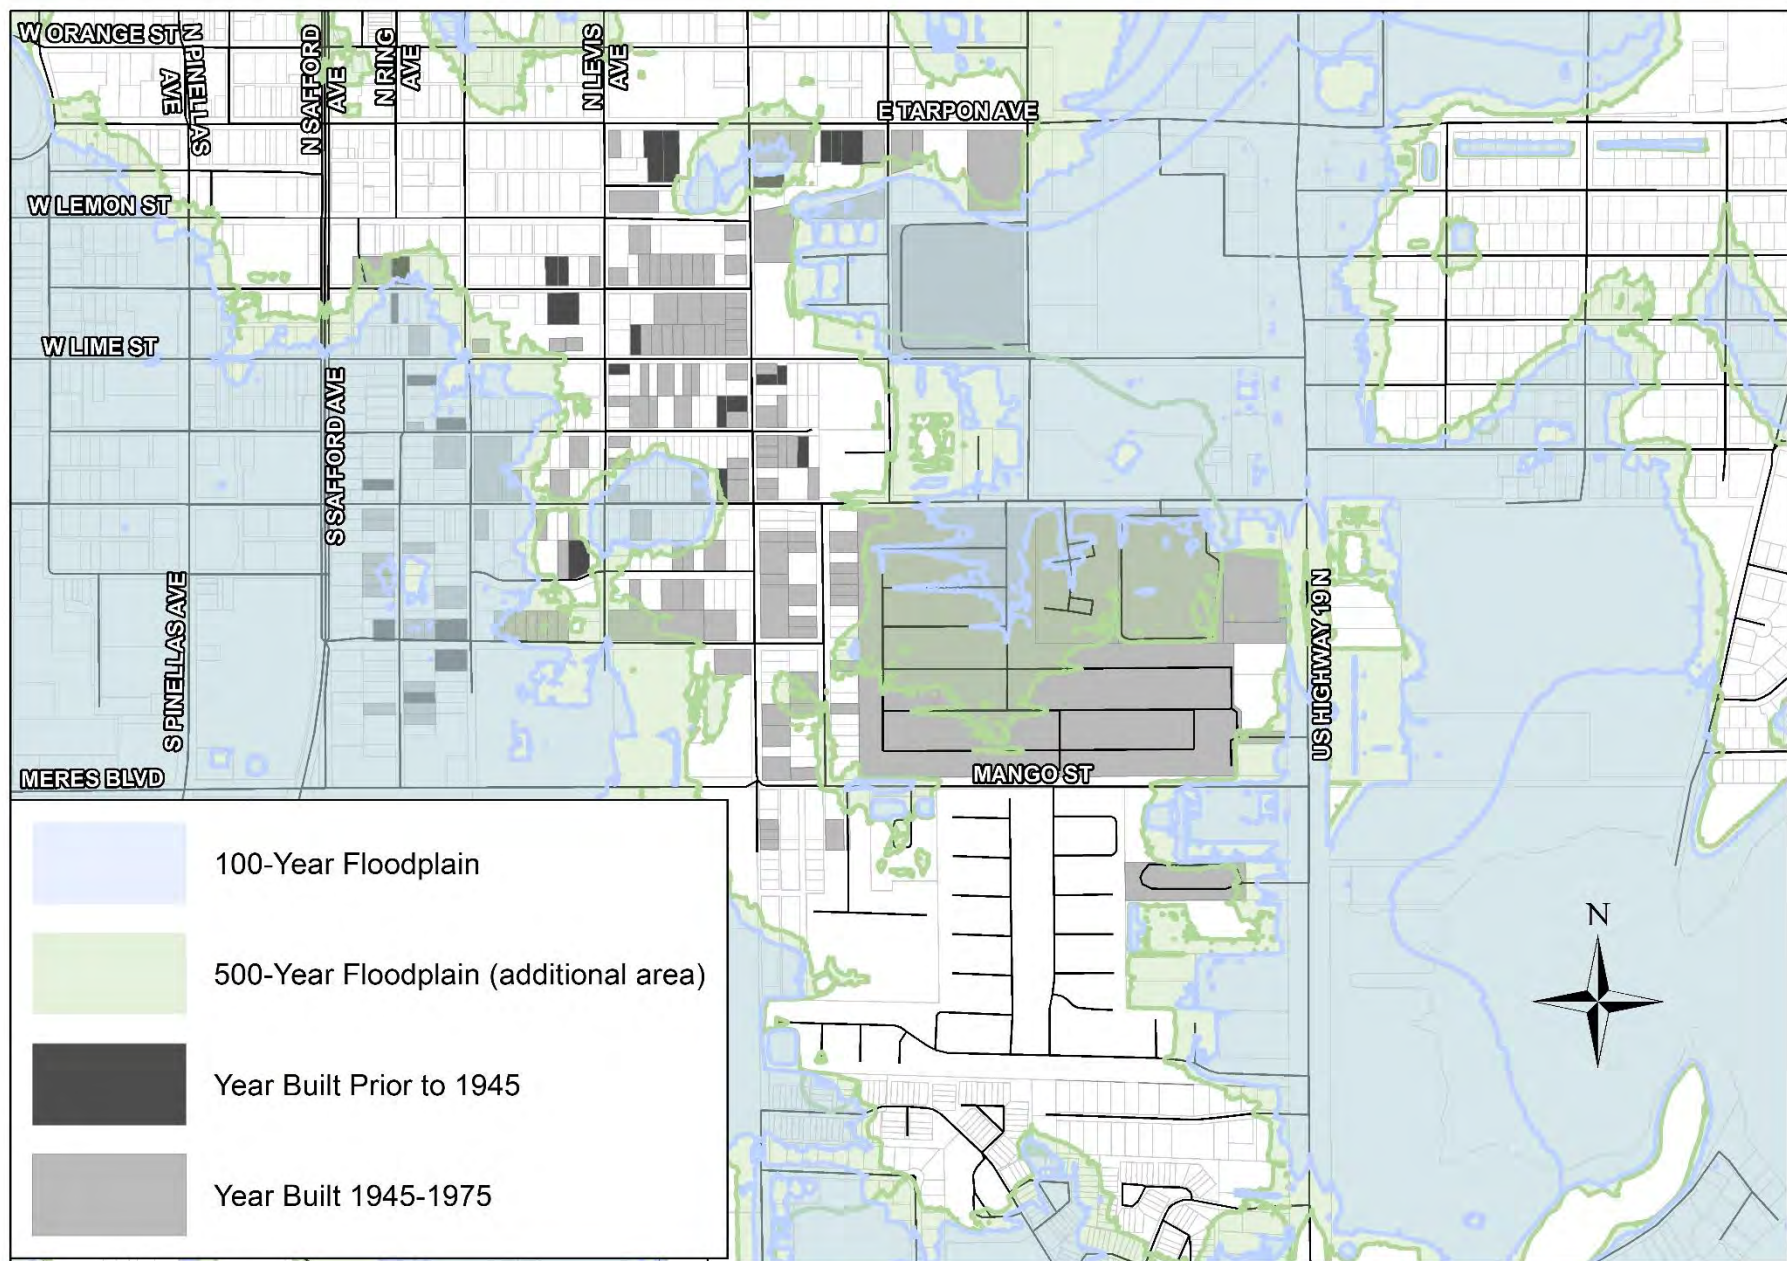 W ORANGE ST
N PINELLAS
AVE
N SAFFORD
AVE
N RING
AVE
N LEVIS
AVE
E TARPON AVE
W LEMON ST
W LIME ST
S SAFFORD AVE
S PINELLAS AVE
US HIGHWAY 19 N
MERES BLVD
MANGO ST
100-Year Floodplain
500-Year Floodplain (additional area)
Year Built Prior to 1945
Year Built 1945-1975
N